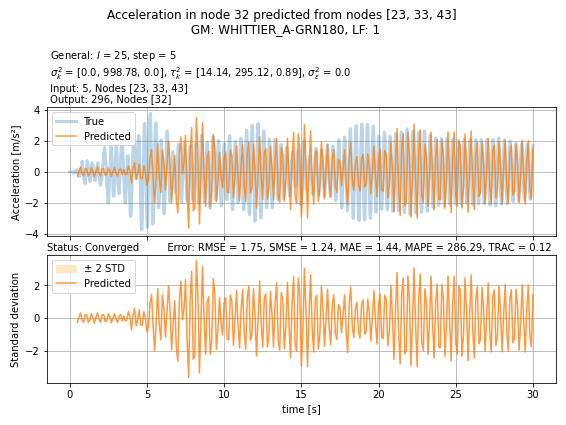 Acceleration in node 32 predicted from nodes [23, 33, 43]
GM: WHITTIER_A-GRN180, LF: 1
General: l = 25, step = 5
σ²ₖ = [0.0, 998.78, 0.0], τ²ₖ = [14.14, 295.12, 0.89], σ²ε = 0.0
Input: 5, Nodes [23, 33, 43]
Output: 296, Nodes [32]
Acceleration [m/s²]
4
2
0
−2
−4
True
Predicted
Status: Converged
Error: RMSE = 1.75, SMSE = 1.24, MAE = 1.44, MAPE = 286.29, TRAC = 0.12
Standard deviation
2
0
−2
± 2 STD
Predicted
0 5 10 15 20 25 30
time [s]